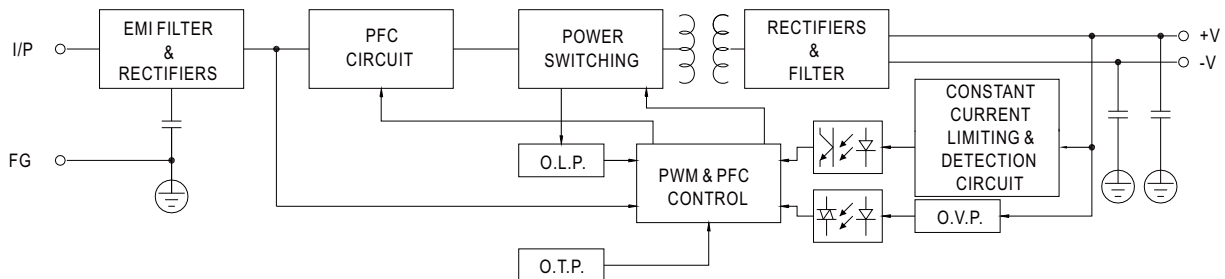 I/P
EMI FILTER
&
RECTIFIERS
PFC
CIRCUIT
POWER
SWITCHING
RECTIFIERS
&
FILTER
+V
-V
CONSTANT
CURRENT
LIMITING &
DETECTION
CIRCUIT
FG
O.L.P.
PWM & PFC
CONTROL
O.V.P.
O.T.P.